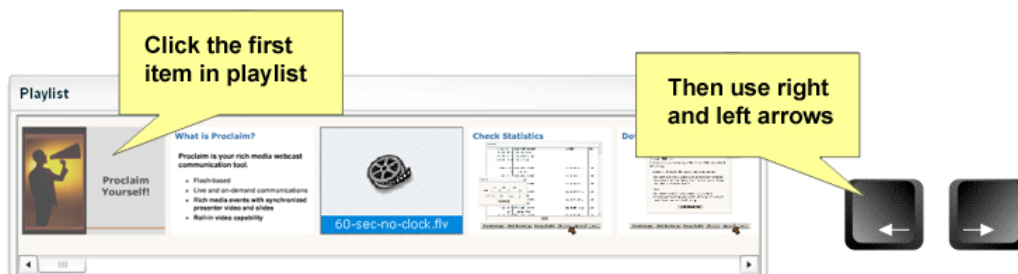 Click the first
item in playlist
Then use right
and left arrows
Playlist
Proclaim
Yourself!
What is Proclaim?
Proclaim is your rich media webcast
communication tool.
Flash-based
Live and on-demand communications
Rich media events with synchronized
presenter video and slides
Roll-in video capability
60-sec-no-clock.flv
Check Statistics